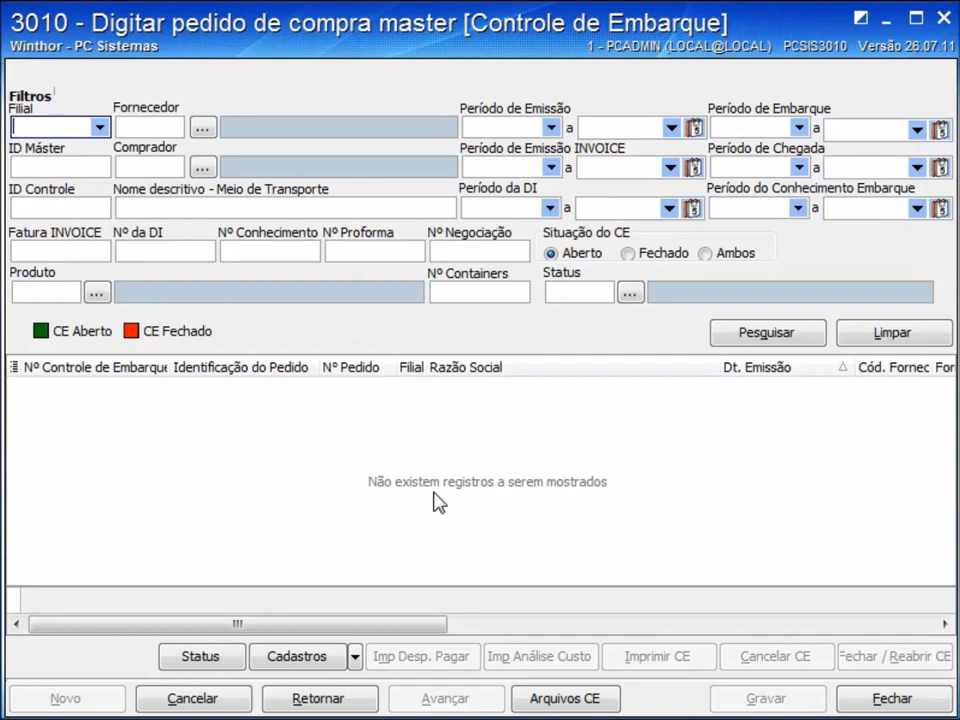 3010 - Digitar pedido de compra master [Controle de Embarque]
Winthor - PC Sistemas
1 - PCADMIN (LOCAL@LOCAL) PCSIS3010 Versão 26.07.11
Filtros
Filial Fornecedor Período de Emissão Período de Embarque
... a 5 a 5
ID Máster Comprador Período de Emissão INVOICE Período de Chegada
... a 5 a 5
ID Controle Nome descritivo - Meio de Transporte Período da DI Período do Conhecimento Embarque
a 5 a 5
Fatura INVOICE Nº da DI Nº Conhecimento Nº Proforma Nº Negociação Situação do CE
Aberto Fechado Ambos
Produto Nº Containers Status
... ...
CE Aberto CE Fechado Pesquisar Limpar
Nº Controle de Embarque Identificação do Pedido Nº Pedido Filial Razão Social Dt. Emissão Cód. Fornec For
Não existem registros a serem mostrados
Status Cadastros Imp Desp. Pagar Imp Análise Custo Imprimir CE Cancelar CE Fechar / Reabrir CE
Novo Cancelar Retornar Avançar Arquivos CE Gravar Fechar